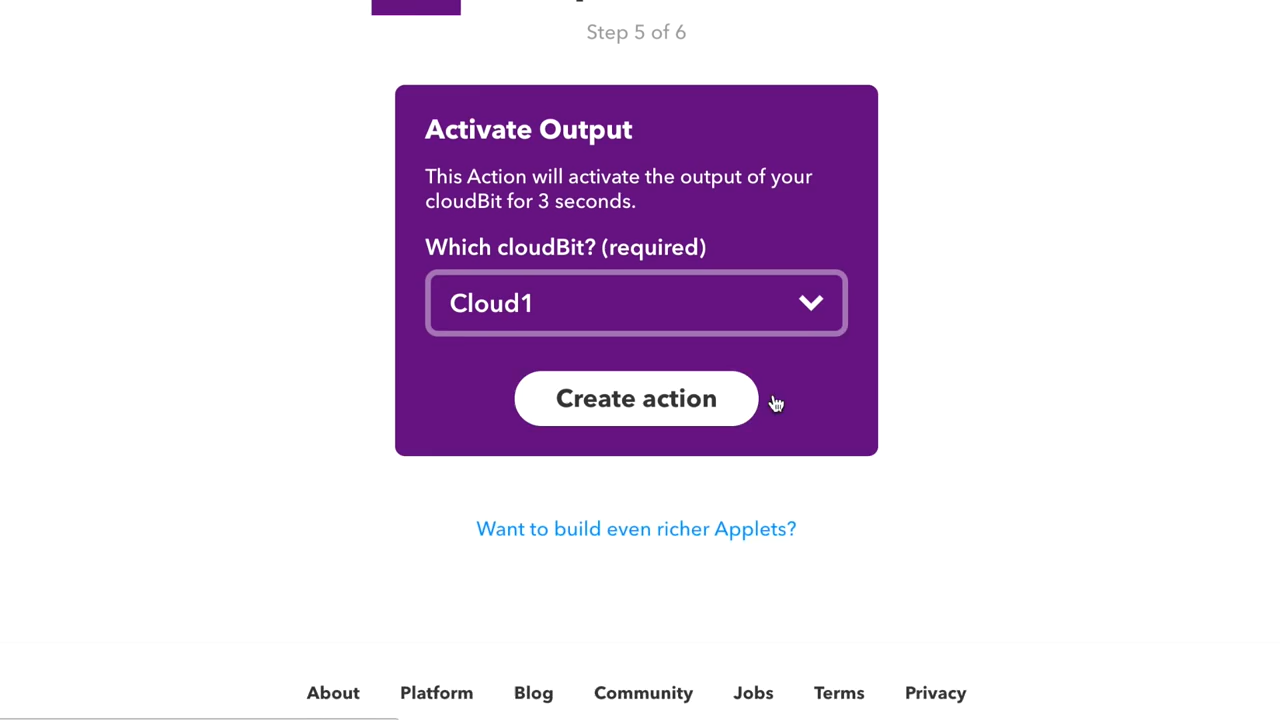 Step 5 of 6
Activate Output
This Action will activate the output of your
cloudBit for 3 seconds.
Which cloudBit? (required)
Cloud1
Create action
Want to build even richer Applets?
About Platform Blog Community Jobs Terms Privacy